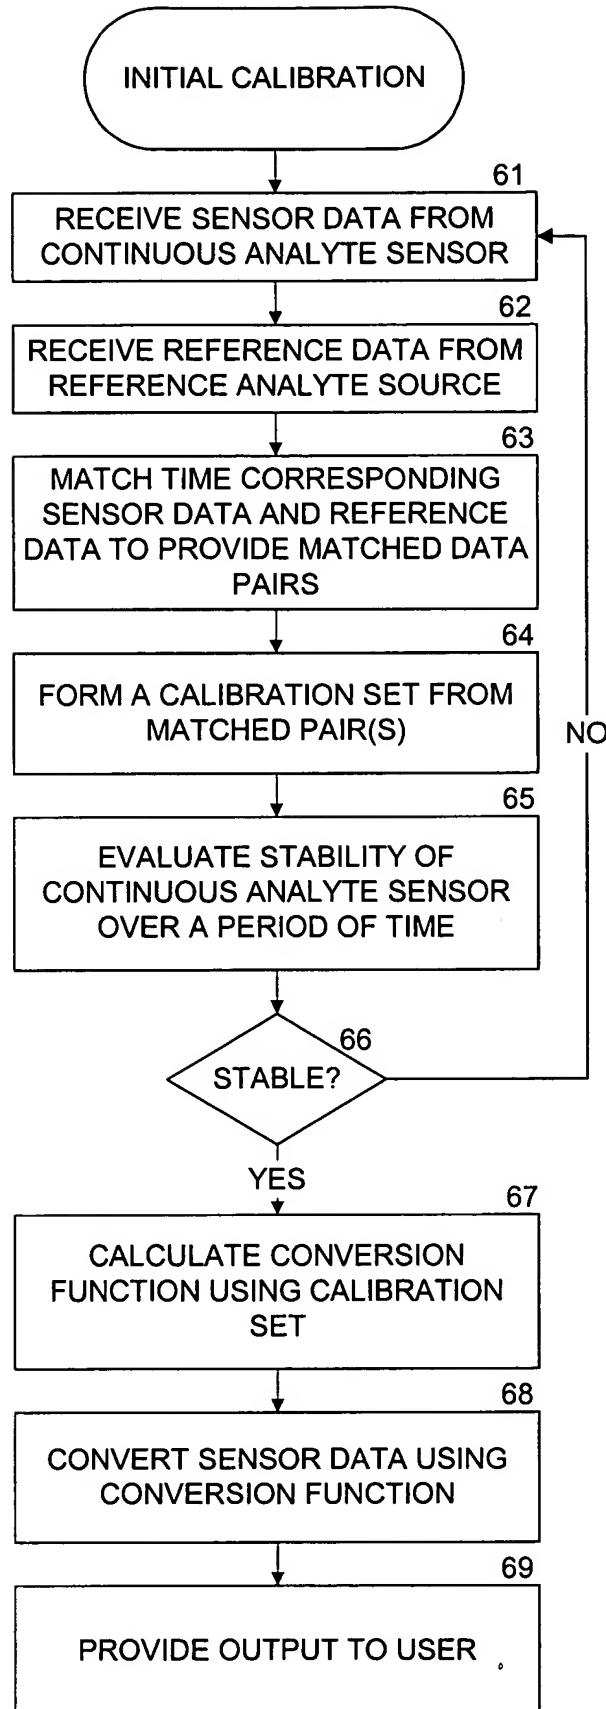 INITIAL CALIBRATION
61
RECEIVE SENSOR DATA FROM
CONTINUOUS ANALYTE SENSOR
62
RECEIVE REFERENCE DATA FROM
REFERENCE ANALYTE SOURCE
63
MATCH TIME CORRESPONDING
SENSOR DATA AND REFERENCE
DATA TO PROVIDE MATCHED DATA
PAIRS
64
FORM A CALIBRATION SET FROM
MATCHED PAIR(S)
NO
65
EVALUATE STABILITY OF
CONTINUOUS ANALYTE SENSOR
OVER A PERIOD OF TIME
66
STABLE?
YES
67
CALCULATE CONVERSION
FUNCTION USING CALIBRATION
SET
68
CONVERT SENSOR DATA USING
CONVERSION FUNCTION
69
PROVIDE OUTPUT TO USER